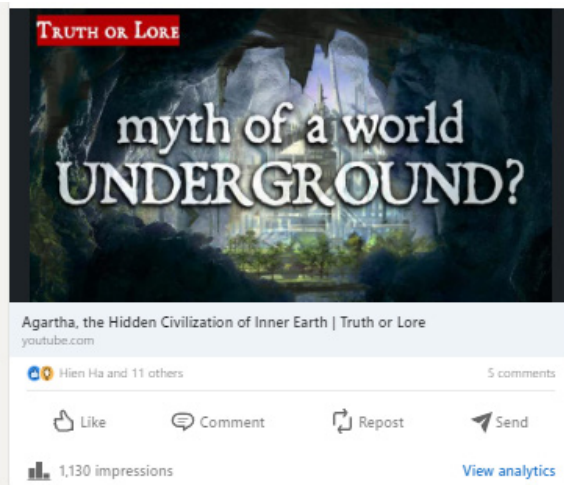 TRUTH OR LORE
myth of a world
UNDERGROUND?
Agartha, the Hidden Civilization of Inner Earth | Truth or Lore
youtube.com
Hien Ha and 11 others
5 comments
Like
Comment
Repost
Send
1,130 impressions
View analytics